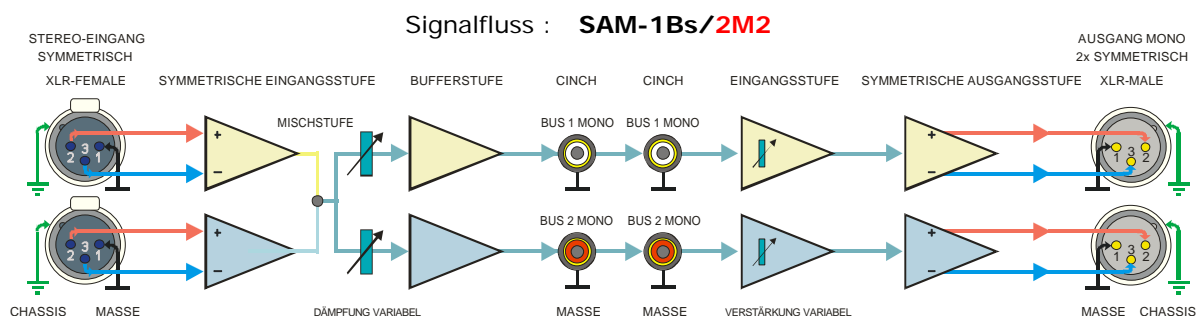 Signalfluss : SAM-1Bs/2M2
STEREO-EINGANG
SYMMETRISCH
XLR-FEMALE
SYMMETRISCHE EINGANGSSTUFE
BUFFERSTUFE
CINCH
CINCH
EINGANGSSTUFE
SYMMETRISCHE AUSGANGSSTUFE
AUSGANG MONO
2x SYMMETRISCH
XLR-MALE
MISCHSTUFE
BUS 1 MONO
BUS 1 MONO
2 3 1
+
−
+
−
1 3 2
BUS 2 MONO
BUS 2 MONO
2 3 1
+
−
+
−
1 3 2
CHASSIS
MASSE
DÄMPFUNG VARIABEL
MASSE
MASSE
VERSTÄRKUNG VARIABEL
MASSE
CHASSIS